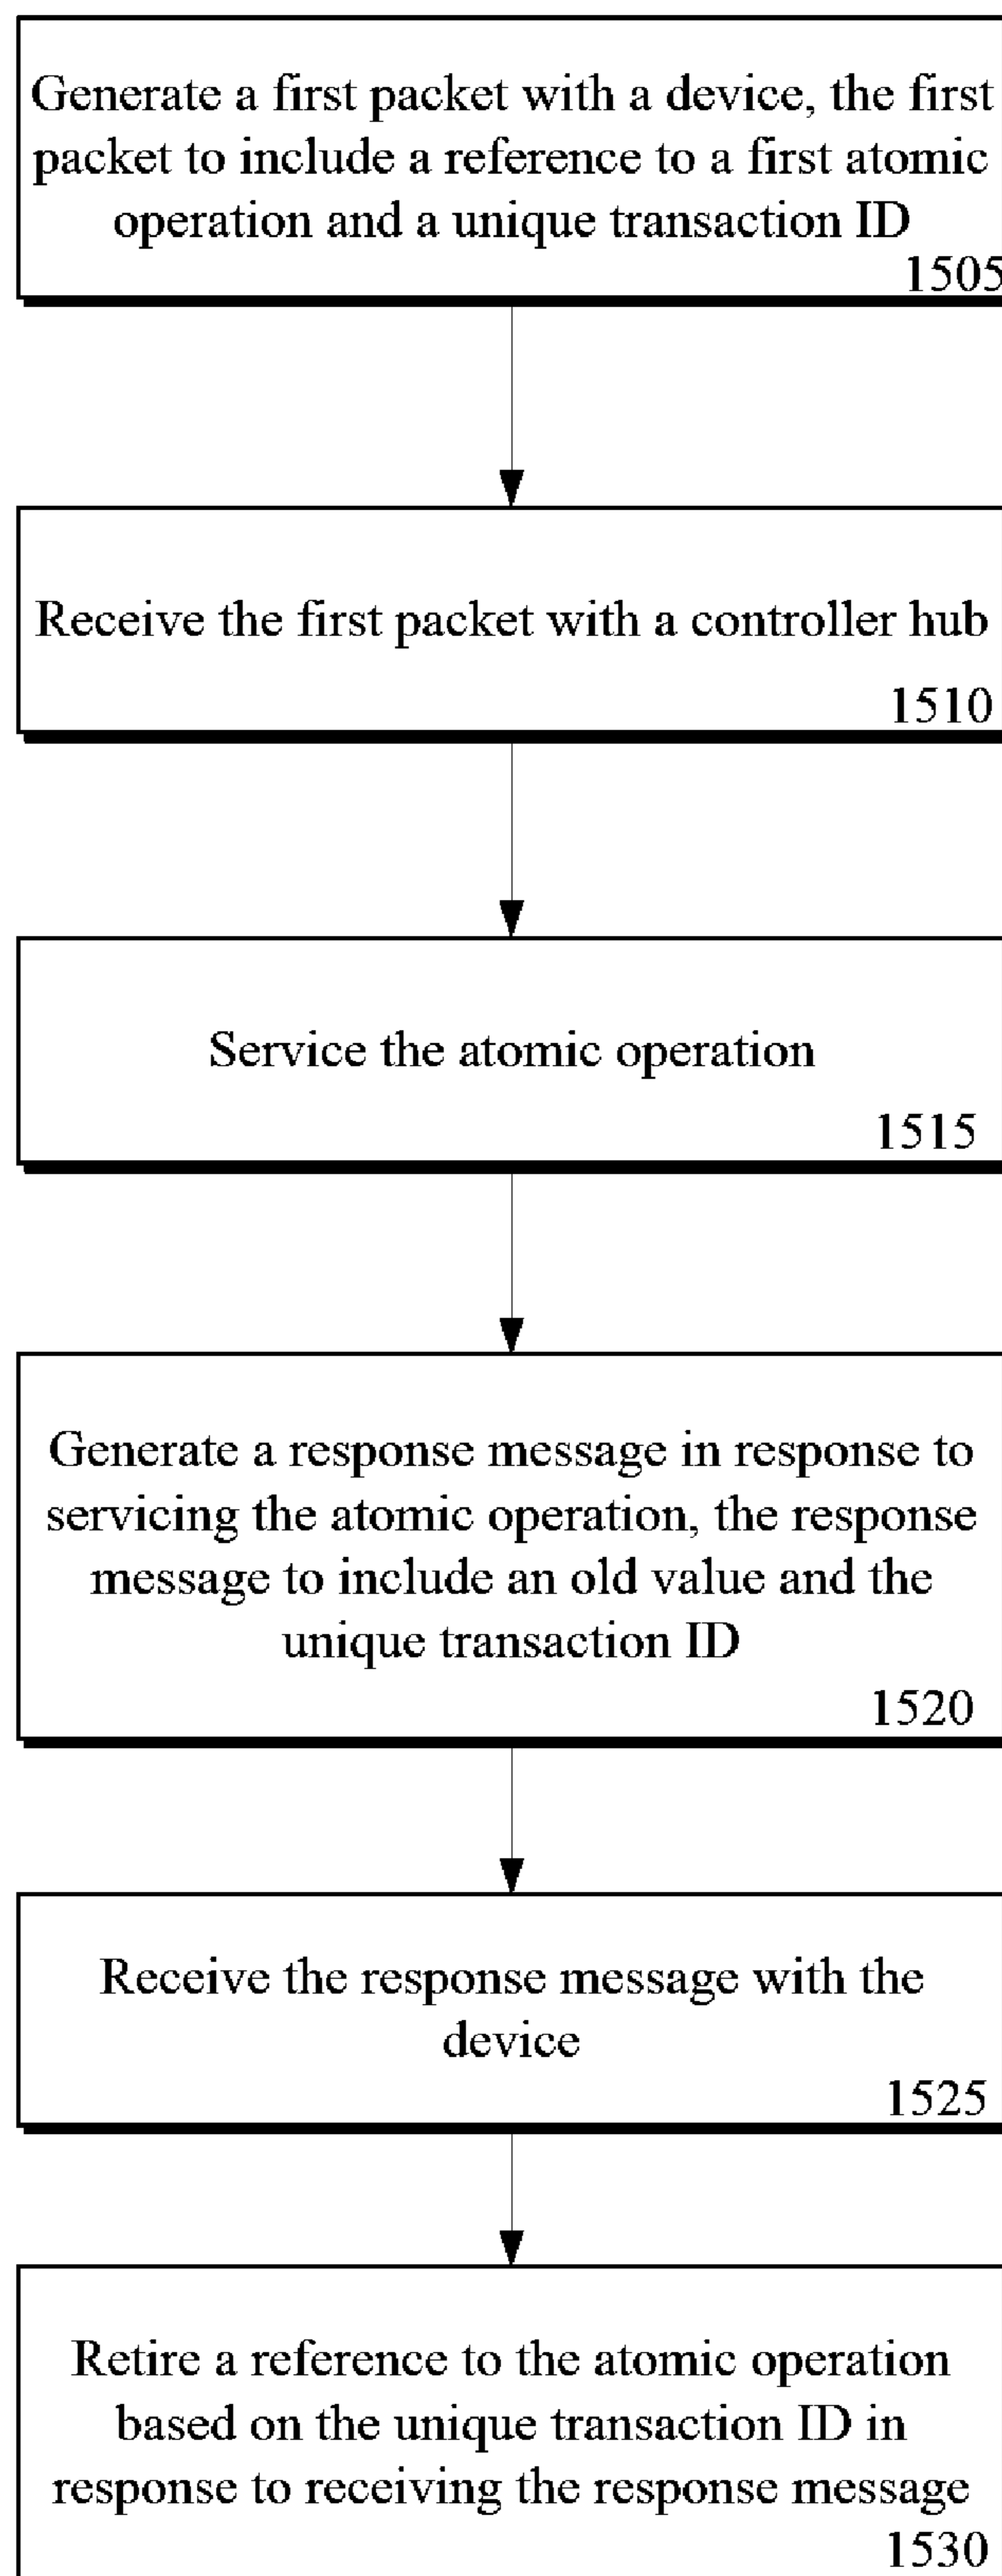 Generate a first packet with a device, the first
packet to include a reference to a first atomic
operation and a unique transaction ID
1505
Receive the first packet with a controller hub
1510
Service the atomic operation
1515
Generate a response message in response to
servicing the atomic operation, the response
message to include an old value and the
unique transaction ID
1520
Receive the response message with the
device
1525
Retire a reference to the atomic operation
based on the unique transaction ID in
response to receiving the response message
1530